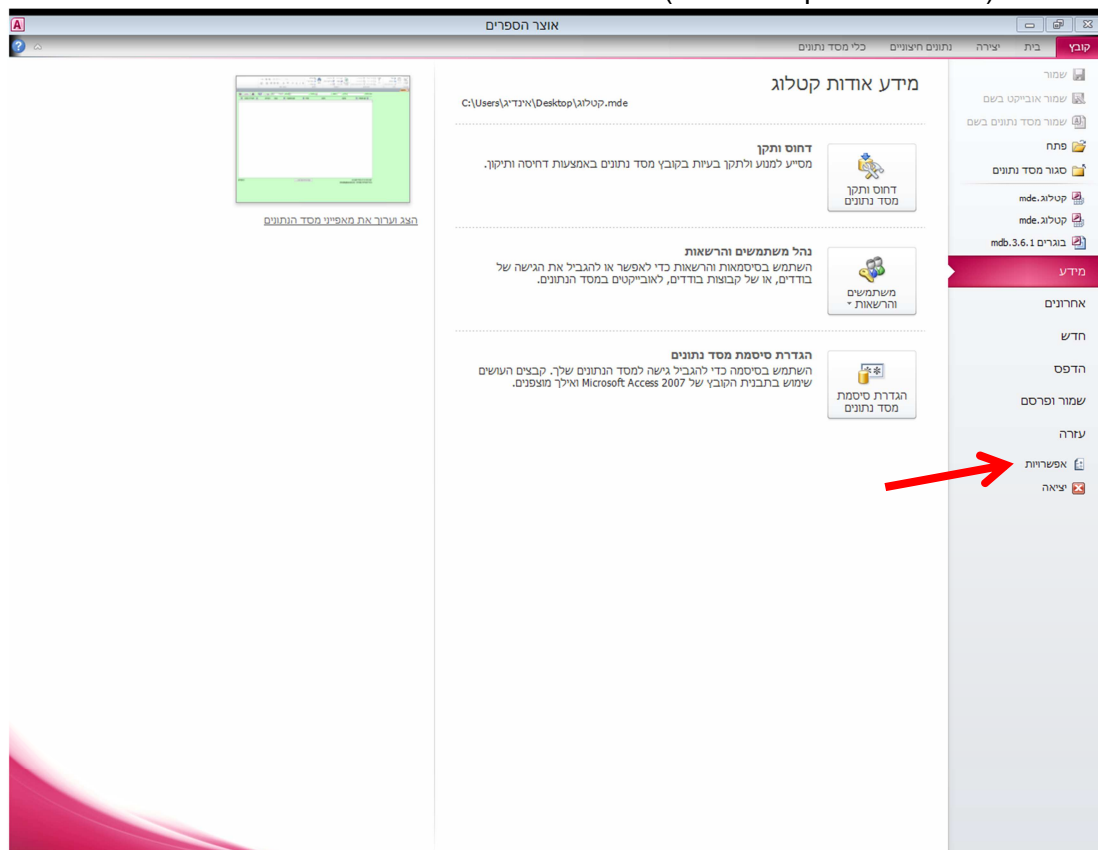 אוצר הספרים
קובץ בית יצירה נתונים חיצוניים כלי מסד נתונים
שמור
שמור אובייקט בשם
שמור מסד נתונים בשם
פתח
סגור מסד נתונים
קטלוג.mde
קטלוג.mde
בוגרים 3.6.1.mdb
מידע
אחרונים
חדש
הדפס
שמור ופרסם
עזרה
אפשרויות
יציאה
מידע אודות קטלוג
C:\Users\אינדיג\Desktop\קטלוג.mde
דחוס ותקן
מסייע למנוע ולתקן בעיות בקובץ מסד נתונים באמצעות דחיסה ותיקון.
דחוס ותקן
מסד נתונים
נהל משתמשים והרשאות
השתמש בסיסמאות והרשאות כדי לאפשר או להגביל את הגישה של
בודדים, או של קבוצות בודדים, לאובייקטים במסד הנתונים.
משתמשים
והרשאות
הגדרת סיסמת מסד נתונים
השתמש בסיסמה כדי להגביל גישה למסד הנתונים שלך. קבצים העושים
שימוש בתבנית הקובץ של Microsoft Access 2007 ואילך מוצפנים.
הגדרת סיסמת
מסד נתונים
הצג וערוך את מאפייני מסד הנתונים